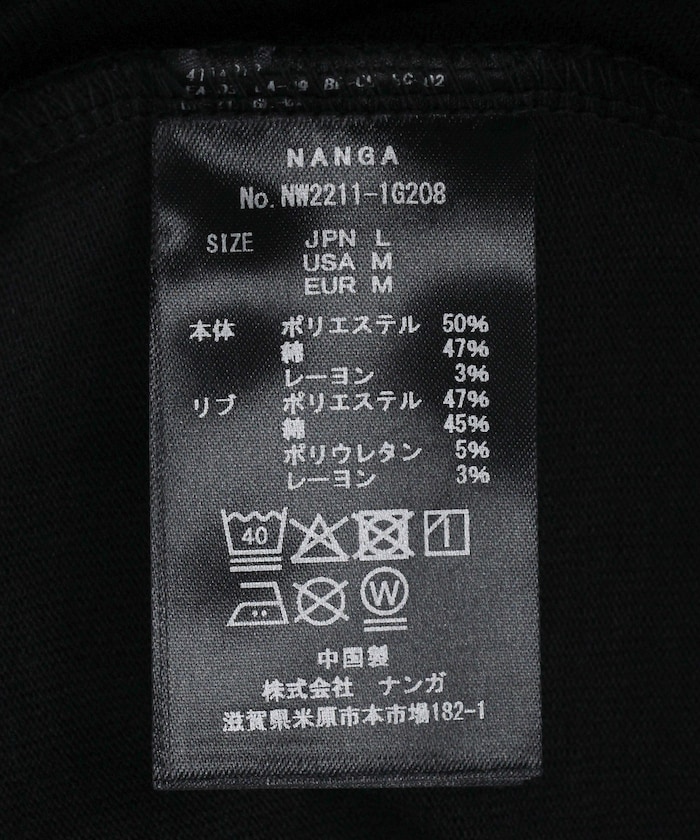 NANGA
No. NW2211-1G208
SIZE JPN L
USA M
EUR M
本体 ポリエステル 50%
綿 47%
レーヨン 3%
リブ ポリエステル 47%
綿 45%
ポリウレタン 5%
レーヨン 3%
40
W
中国製
株式会社 ナンガ
滋賀県米原市本市場182-1